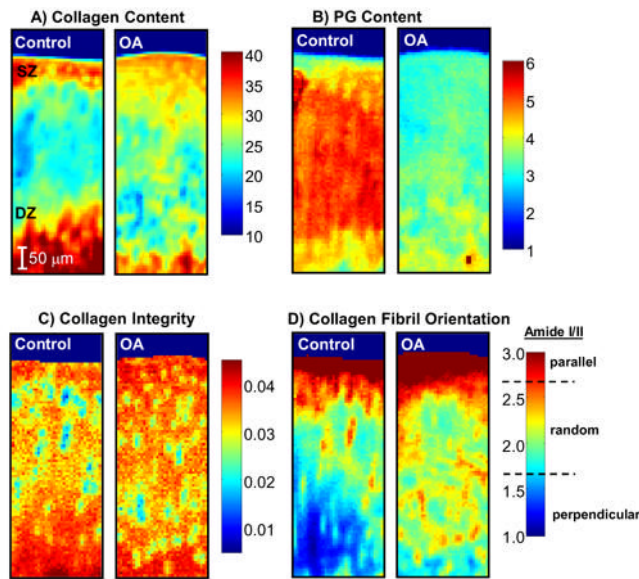 A) Collagen Content
Control
OA
SZ
DZ
50 μm
40
35
30
25
20
15
10
B) PG Content
Control
OA
6
5
4
3
2
1
C) Collagen Integrity
Control
OA
0.04
0.03
0.02
0.01
D) Collagen Fibril Orientation
Control
OA
Amide I/II
3.0
2.5
2.0
1.5
1.0
parallel
random
perpendicular